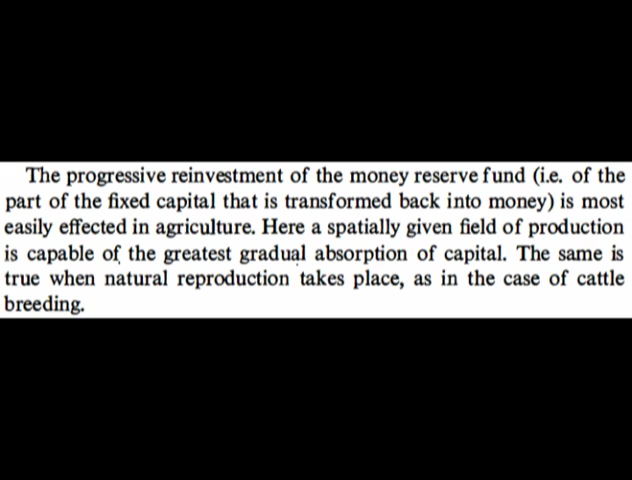 The progressive reinvestment of the money reserve fund (i.e. of the
part of the fixed capital that is transformed back into money) is most
easily effected in agriculture. Here a spatially given field of production
is capable of the greatest gradual absorption of capital. The same is
true when natural reproduction takes place, as in the case of cattle
breeding.